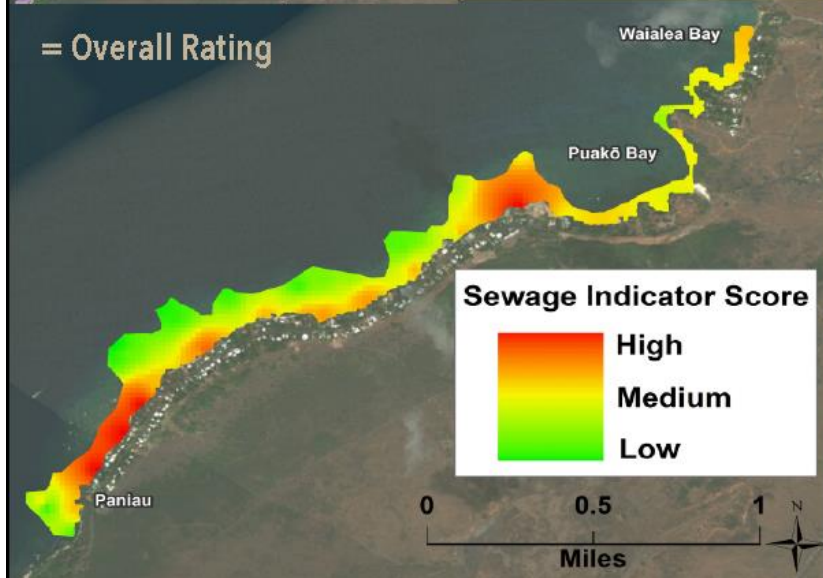 = Overall Rating
Waialea Bay
Puakō Bay
Sewage Indicator Score
High
Medium
Low
Paniau
0 0.5 1
Miles
N